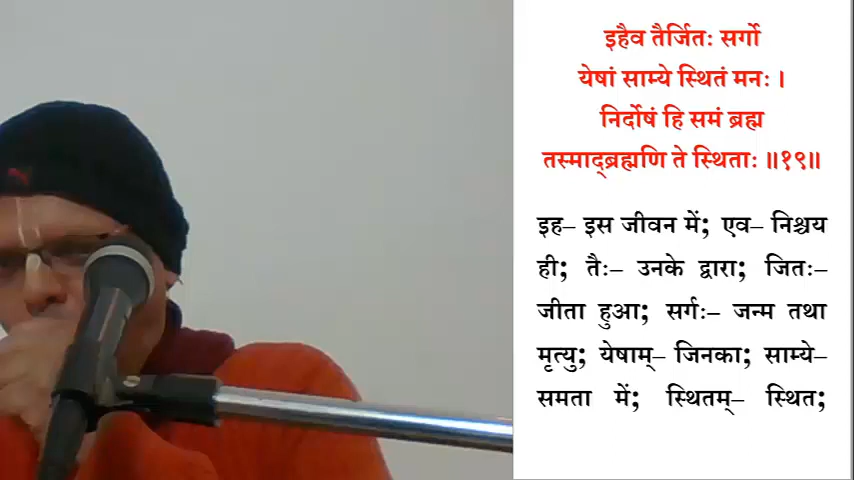 इहैव तैर्जितः सर्गो
येषां साम्ये स्थितं मनः ।
निर्दोषं हि समं ब्रह्म
तस्माद्‌ब्रह्मणि ते स्थिताः ॥१९॥
इह– इस जीवन में; एव– निश्चय
ही; तैः– उनके द्वारा; जितः–
जीता हुआ; सर्गः– जन्म तथा
मृत्यु; येषाम्– जिनका; साम्ये–
समता में; स्थितम्– स्थित;